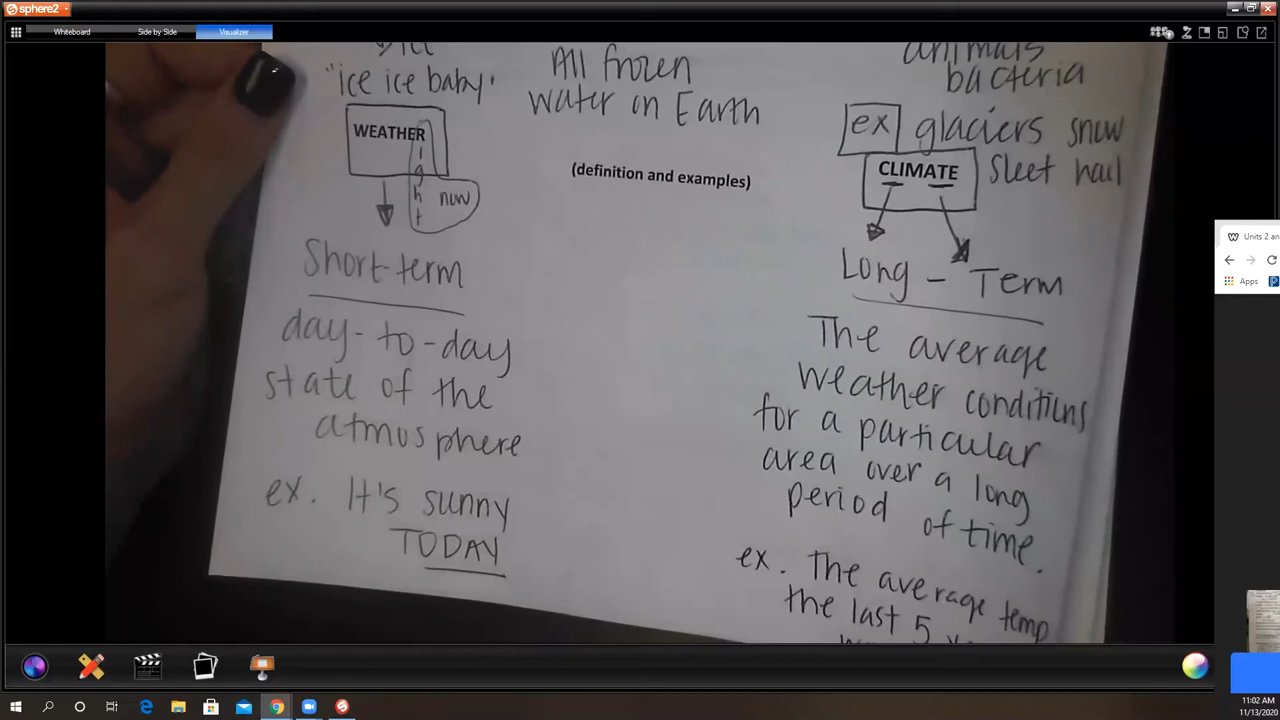 sphere2
Whiteboard
Side by Side
Visualizer
"ice ice baby"
All frozen
water on Earth
animals
bacteria
ex glaciers snow
sleet hail
WEATHER
i
g
h
t
now
(definition and examples)
CLIMATE
Short-term
day-to-day
state of the
atmosphere
ex. It's sunny
TODAY
Long - Term
The average
weather conditions
for a particular
area over a long
period of time.
ex. The average temp
the last 5
Units 2 an
Apps
11:02 AM
11/13/2020